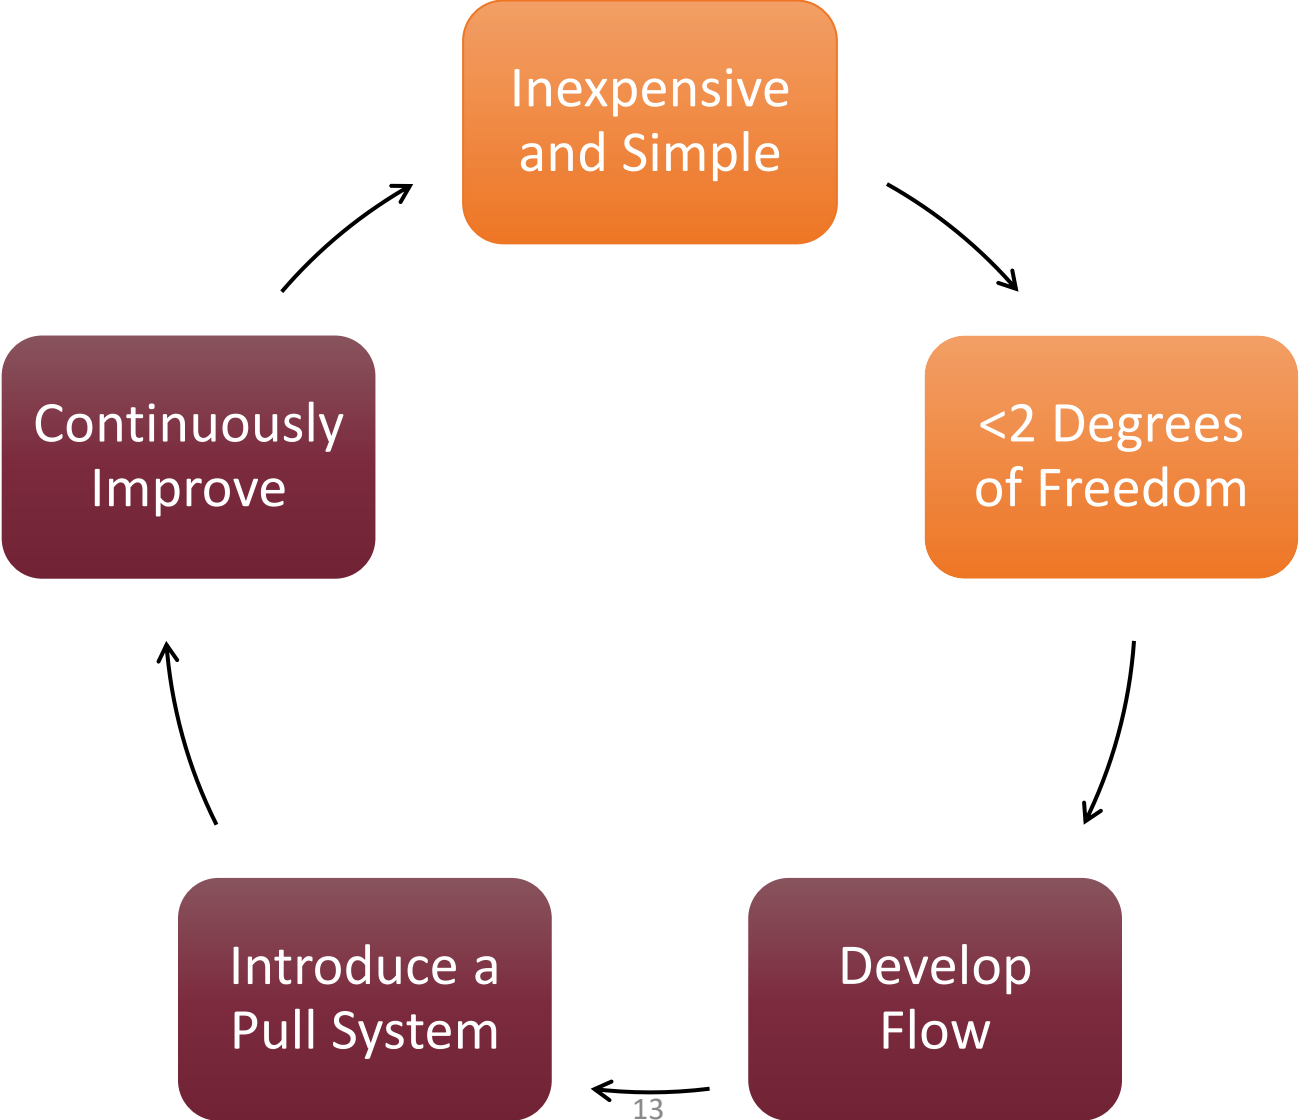 Inexpensive
and Simple
<2 Degrees
of Freedom
Develop
Flow
Introduce a
Pull System
Continuously
Improve
13